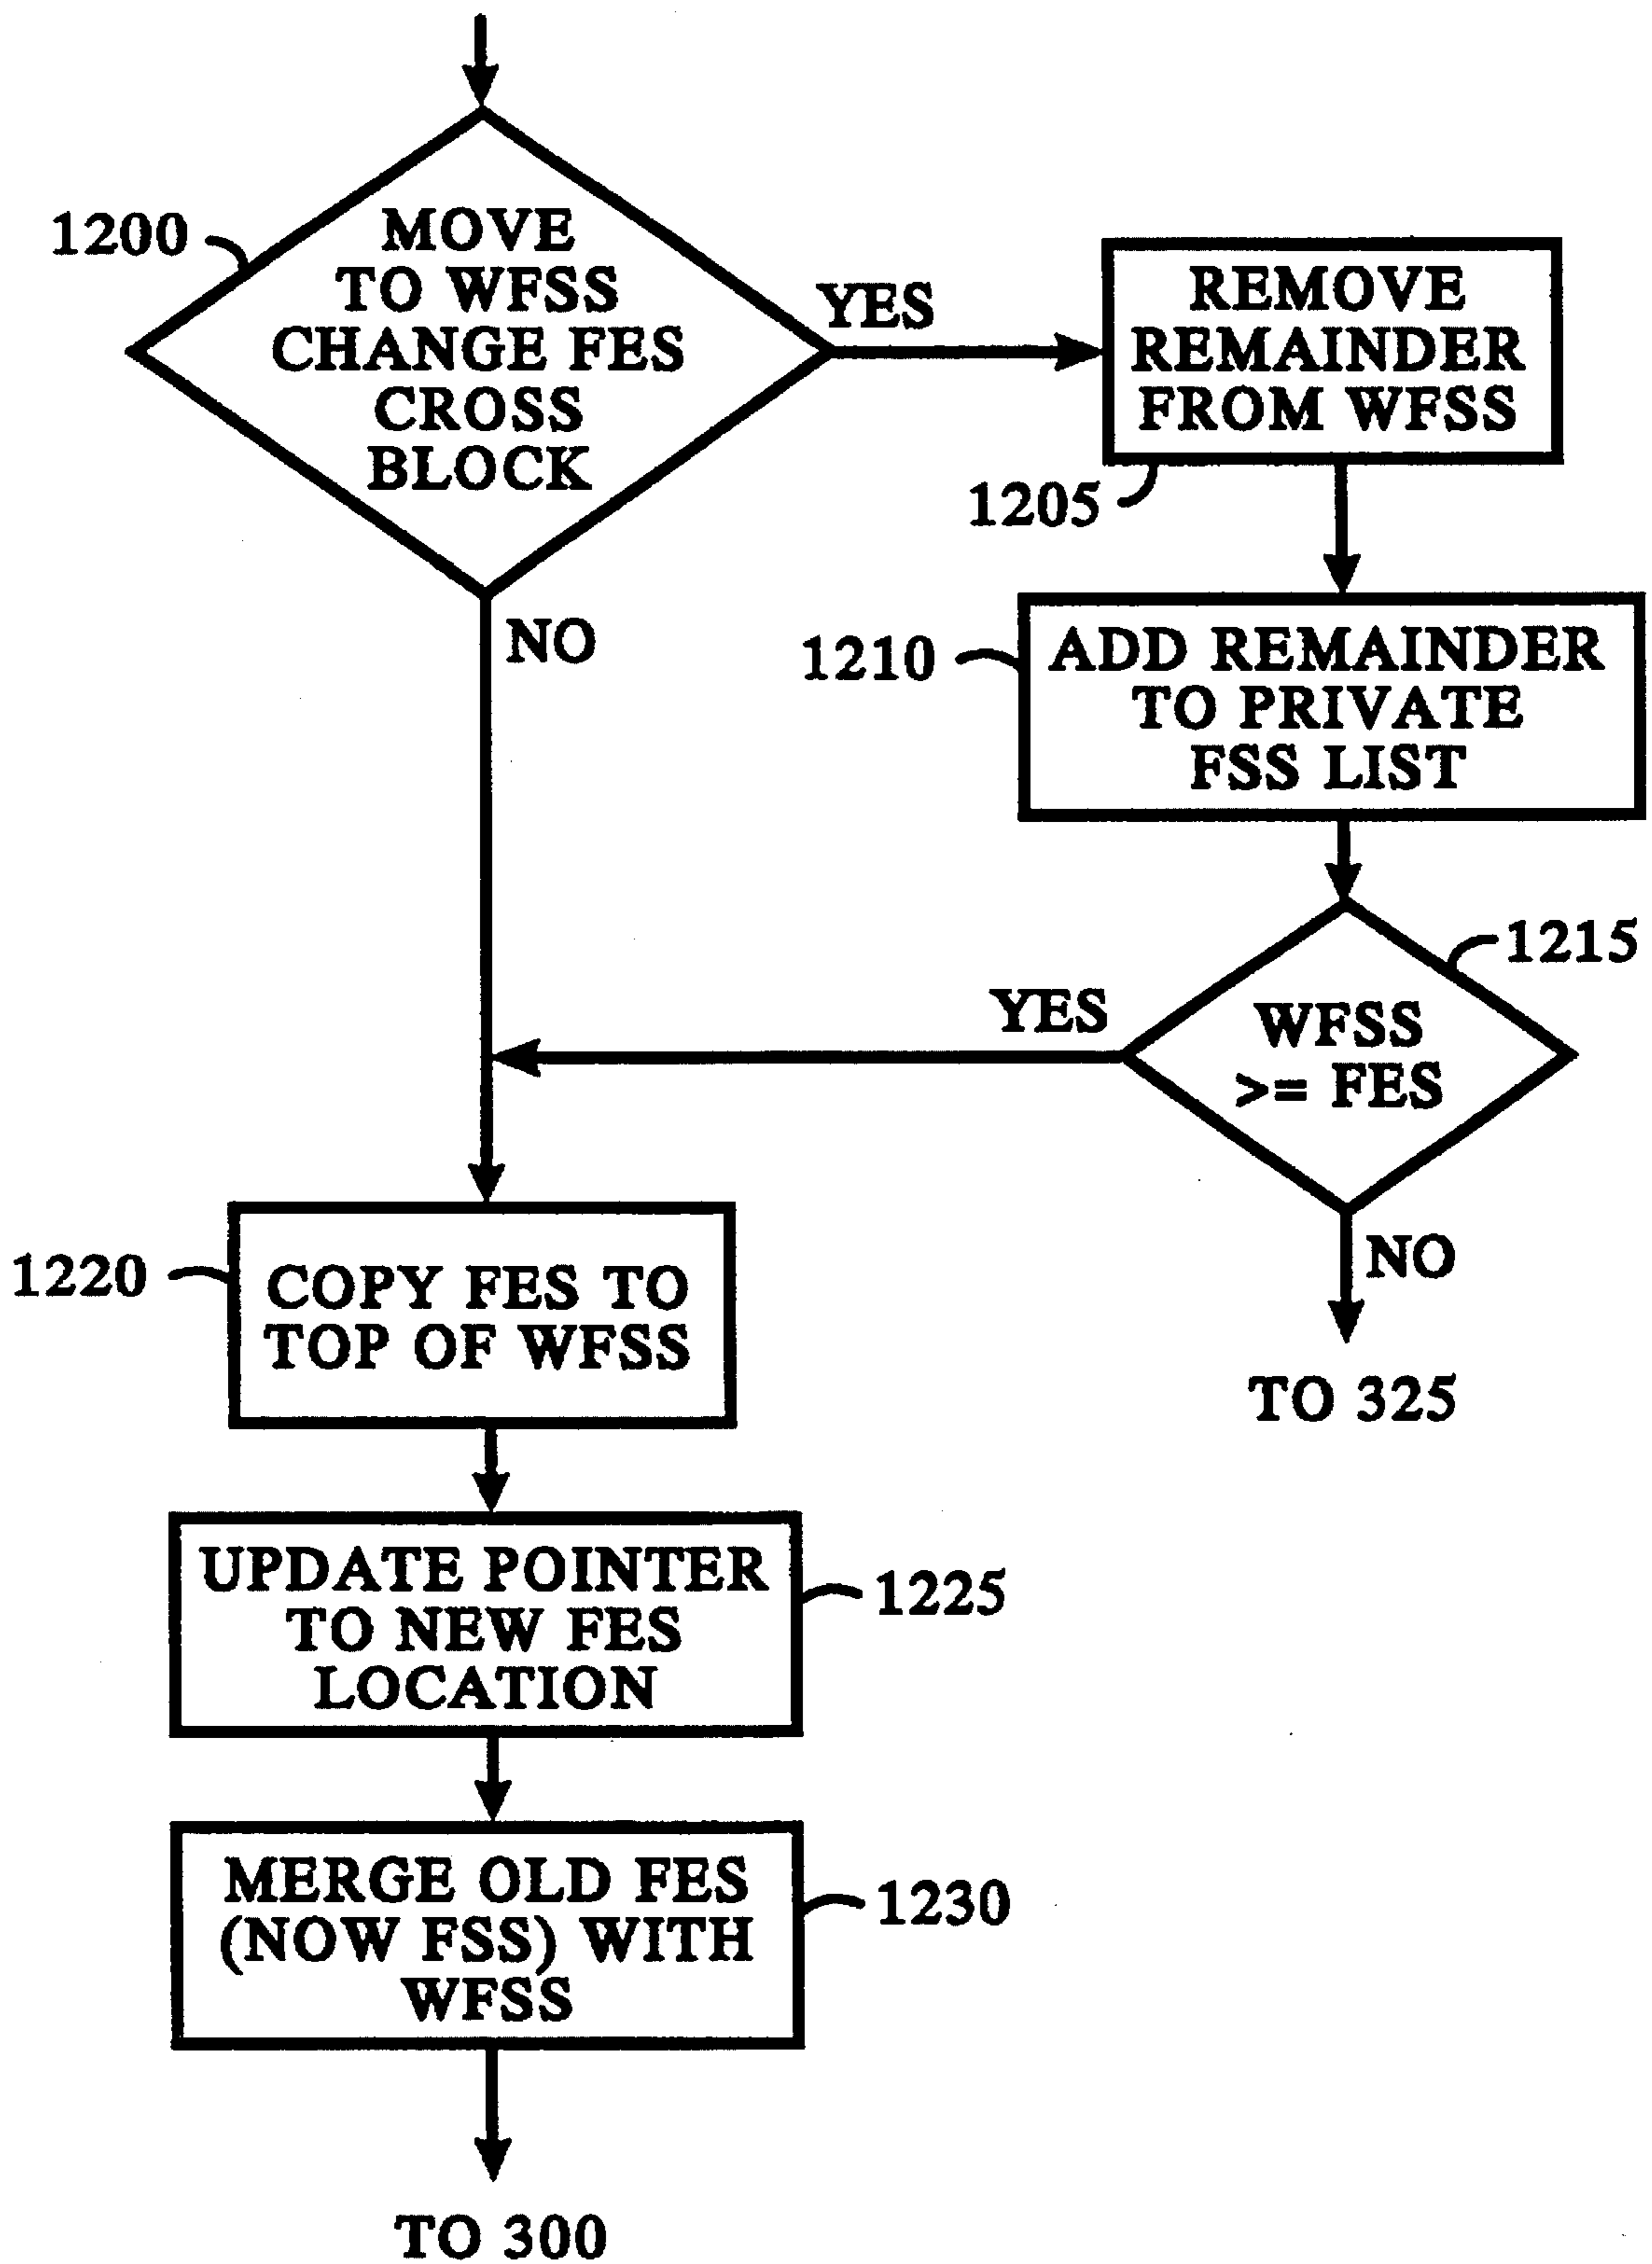 1200
MOVE
TO WFSS
CHANGE FES
CROSS
BLOCK
YES
NO
REMOVE
REMAINDER
FROM WFSS
1205
1210
ADD REMAINDER
TO PRIVATE
FSS LIST
1215
YES
WFSS
>= FES
NO
TO 325
1220
COPY FES TO
TOP OF WFSS
UPDATE POINTER
TO NEW FES
LOCATION
1225
MERGE OLD FES
(NOW FSS) WITH
WFSS
1230
TO 300